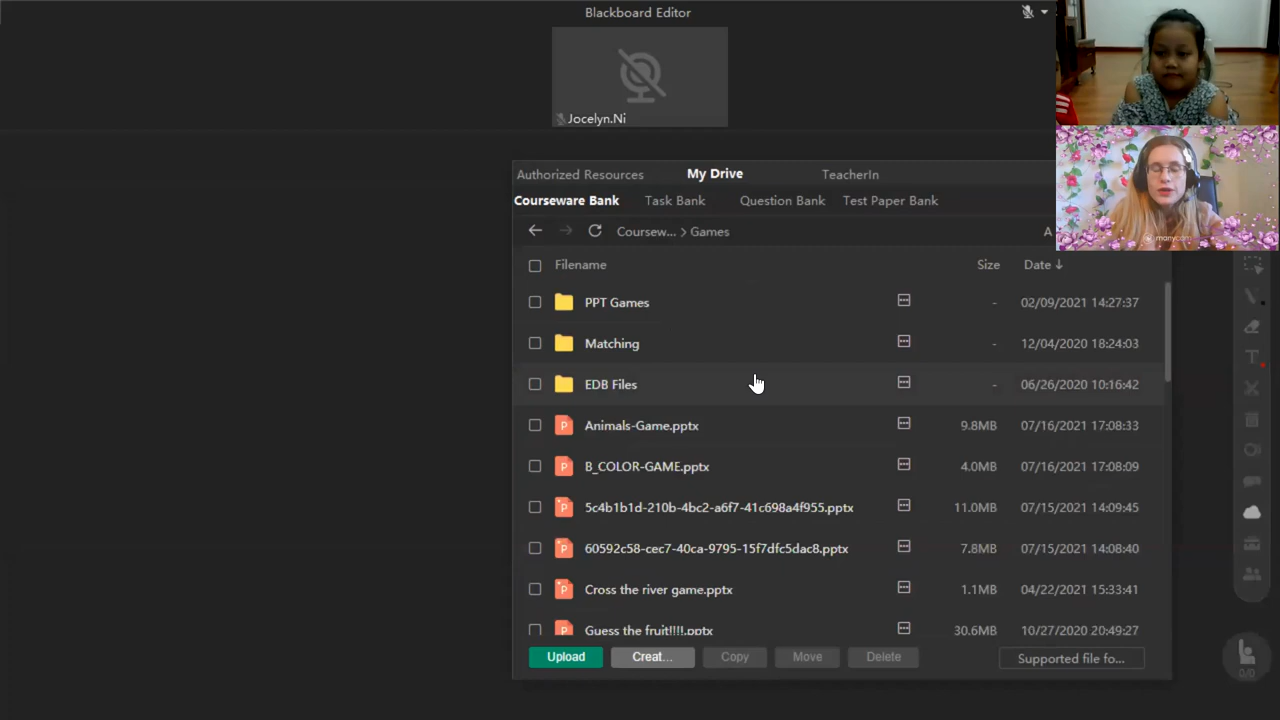 Blackboard Editor
Jocelyn.Ni
Authorized Resources My Drive TeacherIn
Courseware Bank Task Bank Question Bank Test Paper Bank
Coursew... > Games A
Filename Size Date ↓
PPT Games - 02/09/2021 14:27:37
Matching - 12/04/2020 18:24:03
EDB Files - 06/26/2020 10:16:42
Animals-Game.pptx 9.8MB 07/16/2021 17:08:33
B_COLOR-GAME.pptx 4.0MB 07/16/2021 17:08:09
5c4b1b1d-210b-4bc2-a6f7-41c698a4f955.pptx 11.0MB 07/15/2021 14:09:45
60592c58-cec7-40ca-9795-15f7dfc5dac8.pptx 7.8MB 07/15/2021 14:08:40
Cross the river game.pptx 1.1MB 04/22/2021 15:33:41
Guess the fruit!!!!.pptx 30.6MB 10/27/2020 20:49:27
Upload Creat... Copy Move Delete Supported file fo...
0/0
manycam